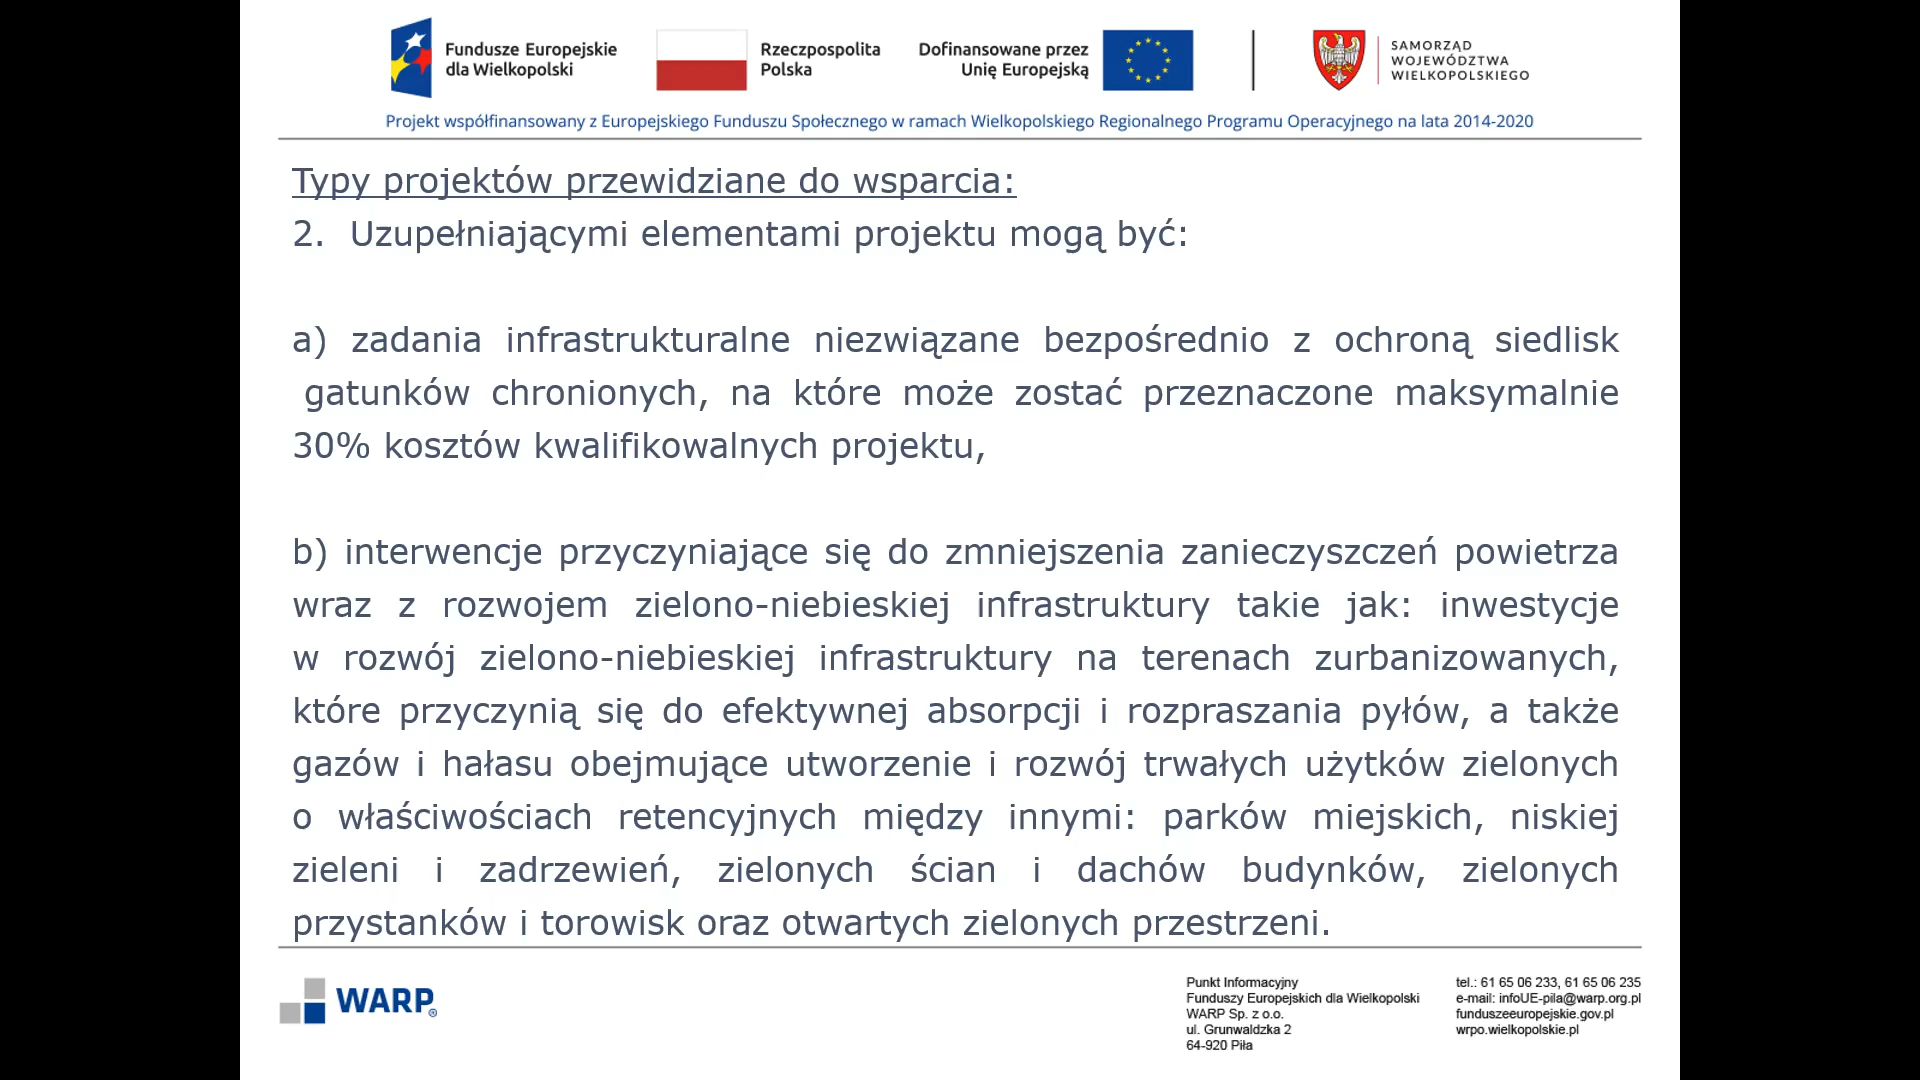 Fundusze Europejskie
dla Wielkopolski
Rzeczpospolita
Polska
Dofinansowane przez
Unię Europejską
SAMORZĄD
WOJEWÓDZTWA
WIELKOPOLSKIEGO
Projekt współfinansowany z Europejskiego Funduszu Społecznego w ramach Wielkopolskiego Regionalnego Programu Operacyjnego na lata 2014-2020
Typy projektów przewidziane do wsparcia:
2. Uzupełniającymi elementami projektu mogą być:
a) zadania infrastrukturalne niezwiązane bezpośrednio z ochroną siedlisk
gatunków chronionych, na które może zostać przeznaczone maksymalnie
30% kosztów kwalifikowalnych projektu,
b) interwencje przyczyniające się do zmniejszenia zanieczyszczeń powietrza
wraz z rozwojem zielono-niebieskiej infrastruktury takie jak: inwestycje
w rozwój zielono-niebieskiej infrastruktury na terenach zurbanizowanych,
które przyczynią się do efektywnej absorpcji i rozpraszania pyłów, a także
gazów i hałasu obejmujące utworzenie i rozwój trwałych użytków zielonych
o właściwościach retencyjnych między innymi: parków miejskich, niskiej
zieleni i zadrzewień, zielonych ścian i dachów budynków, zielonych
przystanków i torowisk oraz otwartych zielonych przestrzeni.
WARP®
Punkt Informacyjny
Funduszy Europejskich dla Wielkopolski
WARP Sp. z o.o.
ul. Grunwaldzka 2
64-920 Piła
tel.: 61 65 06 233, 61 65 06 235
e-mail: infoUE-pila@warp.org.pl
funduszeeuropejskie.gov.pl
wrpo.wielkopolskie.pl